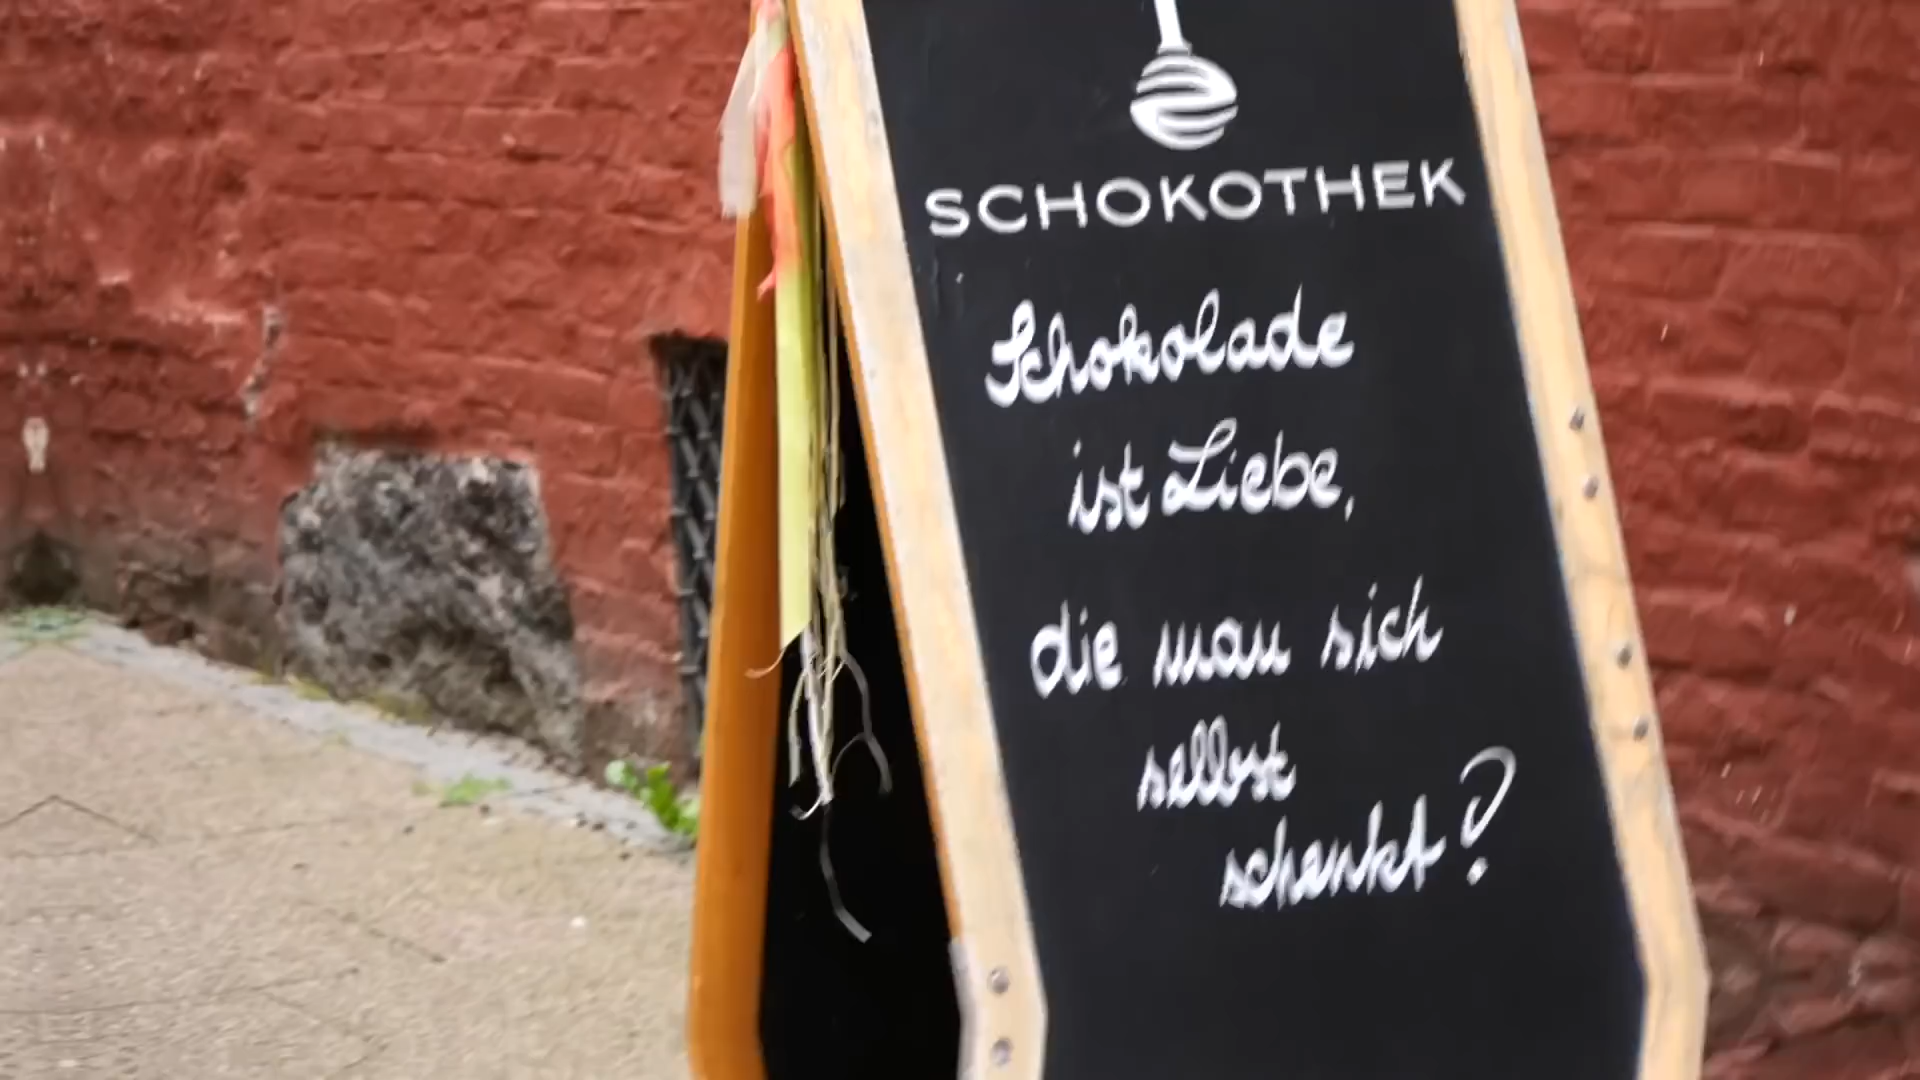 SCHOKOTHEK
Schokolade
ist Liebe,
die man sich
selbst
schenkt?